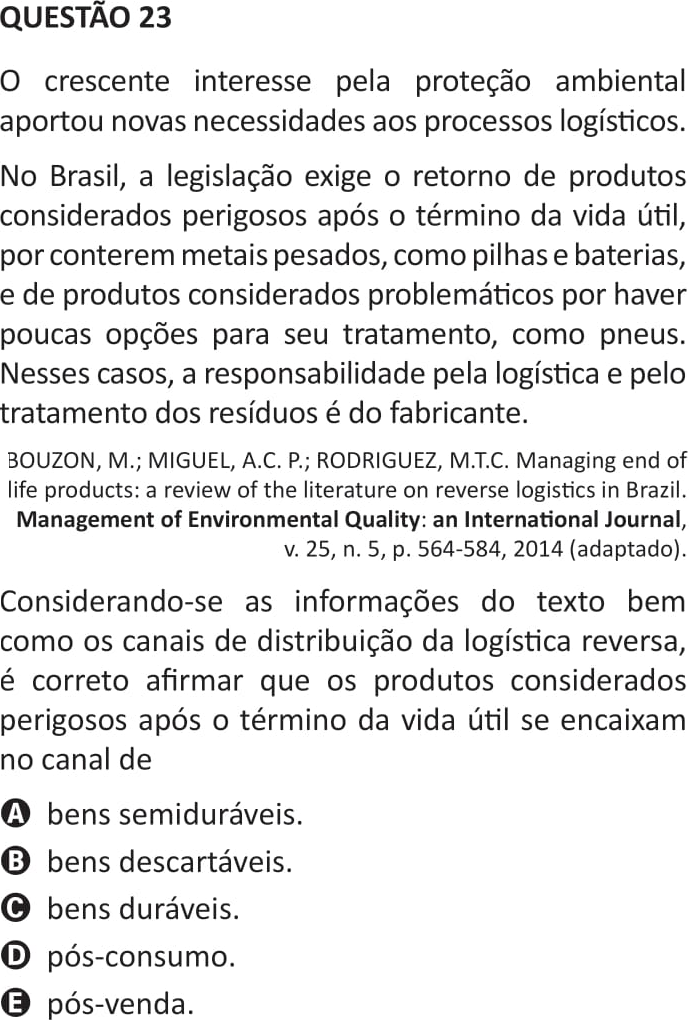 QUESTÃO 23
O crescente interesse pela proteção ambiental
aportou novas necessidades aos processos logísticos.
No Brasil, a legislação exige o retorno de produtos
considerados perigosos após o término da vida útil,
por conterem metais pesados, como pilhas e baterias,
e de produtos considerados problemáticos por haver
poucas opções para seu tratamento, como pneus.
Nesses casos, a responsabilidade pela logística e pelo
tratamento dos resíduos é do fabricante.
BOUZON, M.; MIGUEL, A.C. P.; RODRIGUEZ, M.T.C. Managing end of
life products: a review of the literature on reverse logistics in Brazil.
Management of Environmental Quality: an International Journal,
v. 25, n. 5, p. 564-584, 2014 (adaptado).
Considerando-se as informações do texto bem
como os canais de distribuição da logística reversa,
é correto afirmar que os produtos considerados
perigosos após o término da vida útil se encaixam
no canal de
A bens semiduráveis.
B bens descartáveis.
C bens duráveis.
D pós-consumo.
E pós-venda.